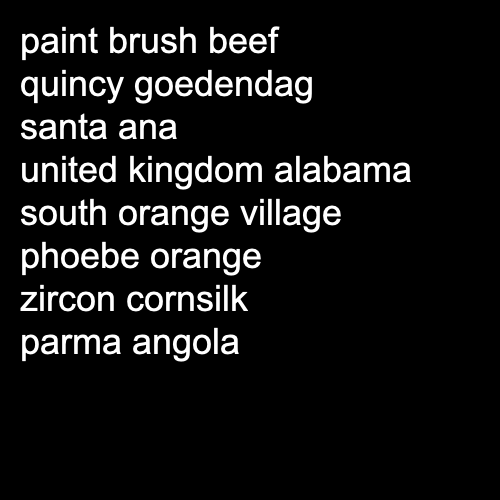 paint brush beef
quincy goedendag
santa ana
united kingdom alabama
south orange village
phoebe orange
zircon cornsilk
parma angola